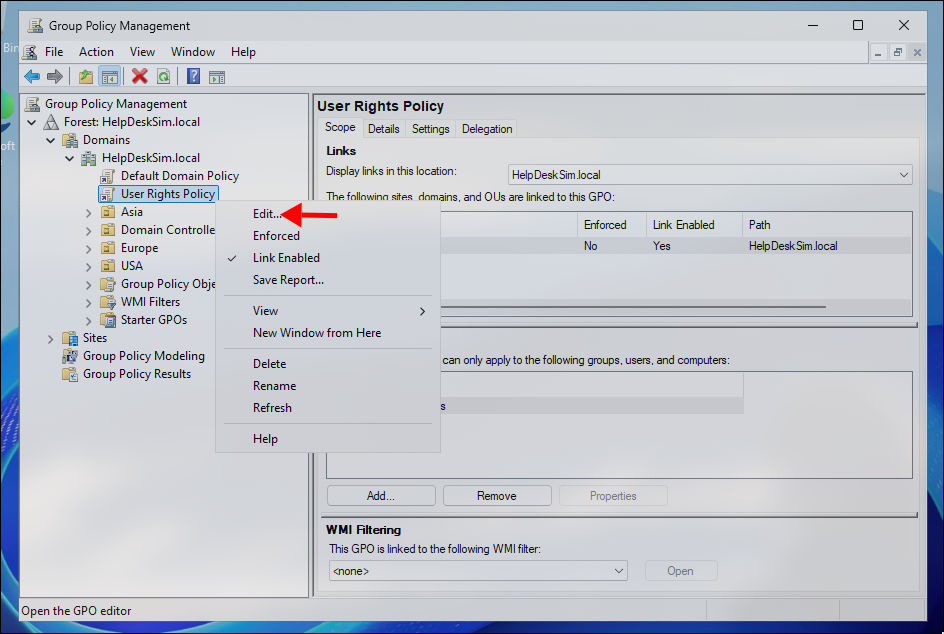 Group Policy Management
File Action View Window Help
Group Policy Management
Forest: HelpDeskSim.local
Domains
HelpDeskSim.local
Default Domain Policy
User Rights Policy
Asia
Domain Controlle
Europe
USA
Group Policy Obje
WMI Filters
Starter GPOs
Sites
Group Policy Modeling
Group Policy Results
Edit...
Enforced
Link Enabled
Save Report...
View
New Window from Here
Delete
Rename
Refresh
Help
User Rights Policy
Scope Details Settings Delegation
Links
Display links in this location: HelpDeskSim.local
The following sites, domains, and OUs are linked to this GPO:
Enforced Link Enabled Path
No Yes HelpDeskSim.local
can only apply to the following groups, users, and computers:
s
Add... Remove Properties
WMI Filtering
This GPO is linked to the following WMI filter:
<none> Open
Open the GPO editor
Bin
oft